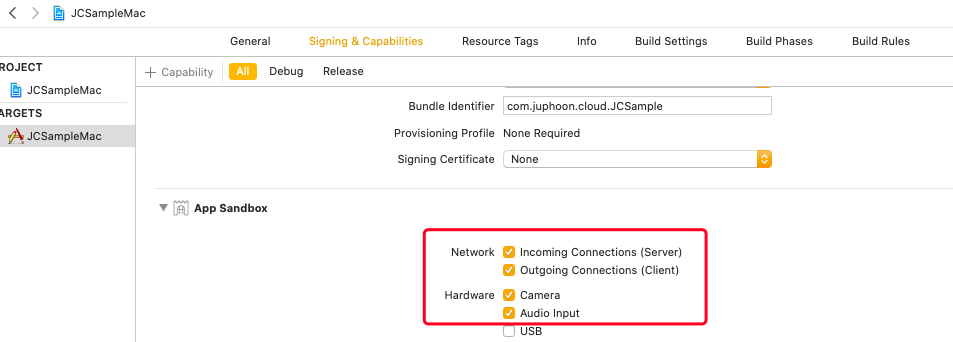 JCSampleMac
General Signing & Capabilities Resource Tags Info Build Settings Build Phases Build Rules
ROJECT
JCSampleMac
ARGETS
JCSampleMac
+ Capability All Debug Release
Bundle Identifier com.juphoon.cloud.JCSample
Provisioning Profile None Required
Signing Certificate None
App Sandbox
Network Incoming Connections (Server)
Outgoing Connections (Client)
Hardware Camera
Audio Input
USB